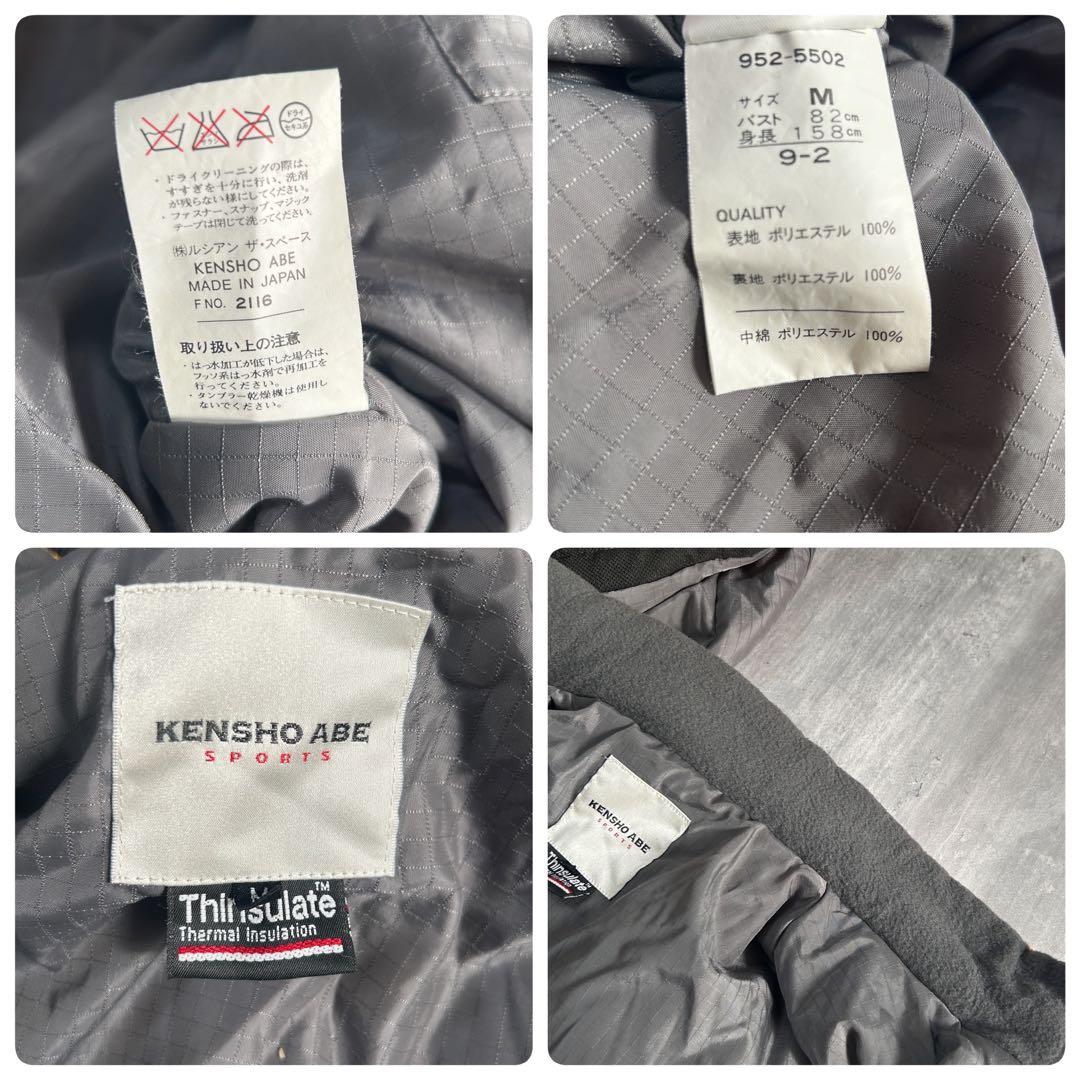 サラシ
ドライ
セキユ系
・ドライクリーニングの際は、
すすぎを十分に行い、洗剤
が残らない様にしてください。
・ファスナー、スナップ、マジック
テープは閉じて洗ってください。
㈱ルシアン ザ・スペース
KENSHO ABE
MADE IN JAPAN
F NO. 2116
取り扱い上の注意
・はっ水加工が低下した場合は、
フッソ系はっ水剤で再加工を
行ってください。
・タンブラー乾燥機は使用し
ないでください。
952-5502
サイズ M
バスト 82cm
身長 158cm
9-2
QUALITY
表地 ポリエステル 100%
裏地 ポリエステル 100%
中綿 ポリエステル 100%
KENSHO ABE
SPORTS
M
Thinsulate™
Thermal Insulation
KENSHO ABE
SPORTS
Thinsulate™